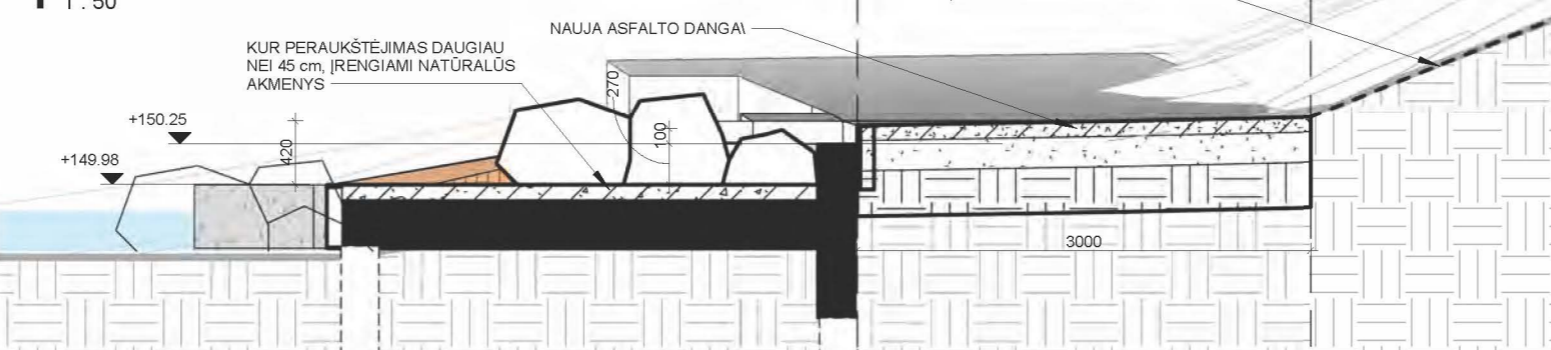 1 : 50
NAUJA ASFALTO DANGA
KUR PERAUKŠTĖJIMAS DAUGIAU
NEI 45 cm, ĮRENGIAMI NATŪRALŪS
AKMENYS
270
+150.25
100
420
+149.98
3000